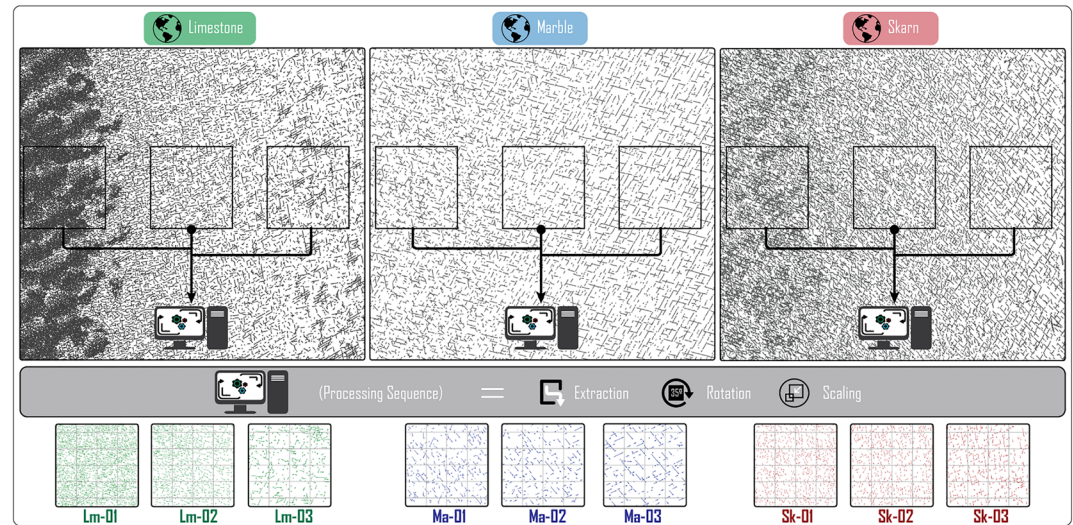 Limestone
Marble
Skarn
(Processing Sequence) = Extraction 359 Rotation Scaling
Lm-01 Lm-02 Lm-03 Ma-01 Ma-02 Ma-03 Sk-01 Sk-02 Sk-03